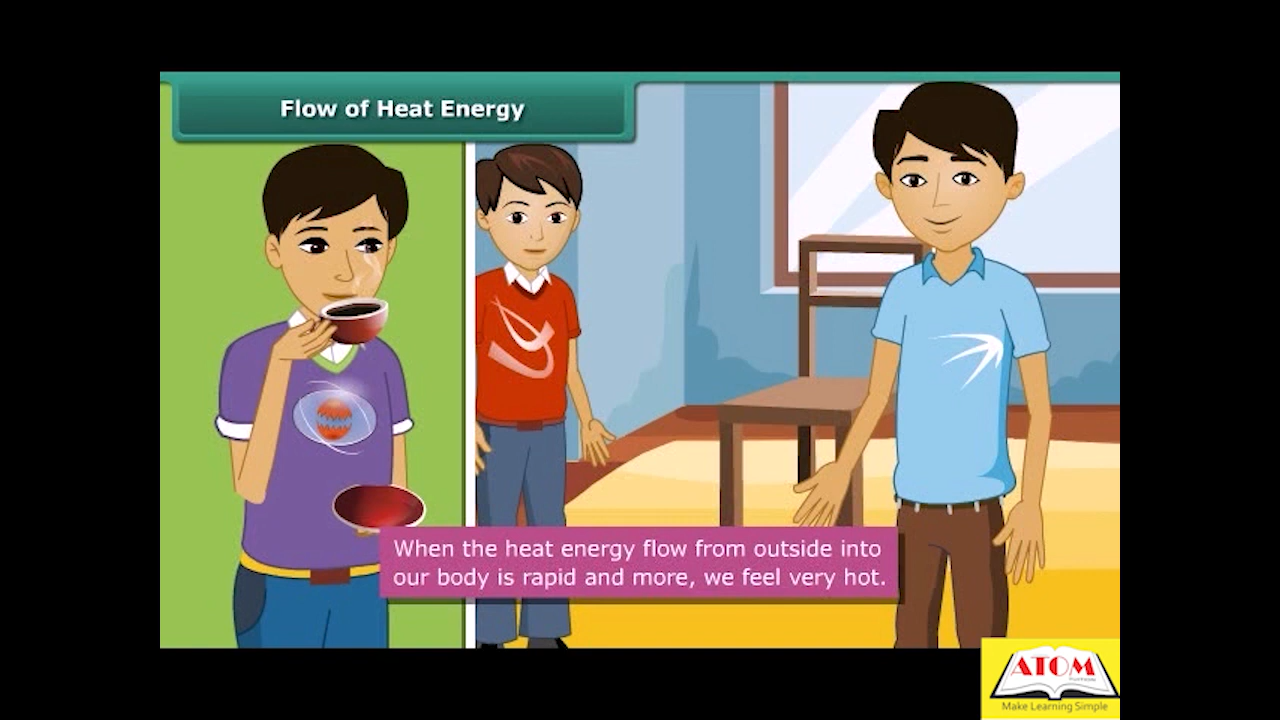 Flow of Heat Energy
When the heat energy flow from outside into
our body is rapid and more, we feel very hot.
ATOM
Make Learning Simple